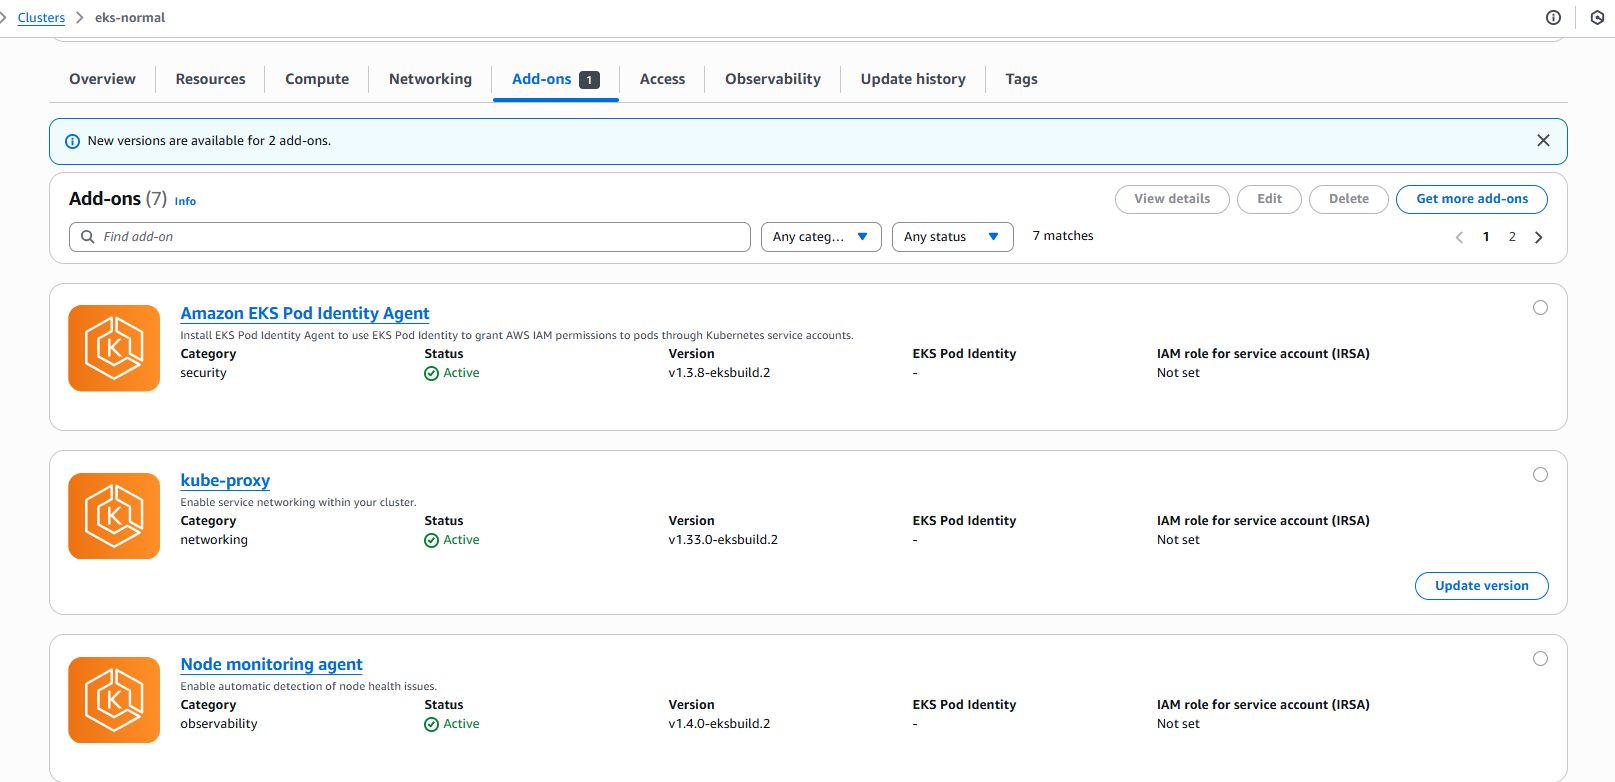 Clusters eks-normal
Overview Resources Compute Networking Add-ons 1 Access Observability Update history Tags
New versions are available for 2 add-ons.
Add-ons (7) Info View details Edit Delete Get more add-ons
Find add-on Any categ... Any status 7 matches 1 2
Amazon EKS Pod Identity Agent
Install EKS Pod Identity Agent to use EKS Pod Identity to grant AWS IAM permissions to pods through Kubernetes service accounts.
Category Status Version EKS Pod Identity IAM role for service account (IRSA)
security Active v1.3.8-eksbuild.2 - Not set
kube-proxy
Enable service networking within your cluster.
Category Status Version EKS Pod Identity IAM role for service account (IRSA)
networking Active v1.33.0-eksbuild.2 - Not set
Update version
Node monitoring agent
Enable automatic detection of node health issues.
Category Status Version EKS Pod Identity IAM role for service account (IRSA)
observability Active v1.4.0-eksbuild.2 - Not set